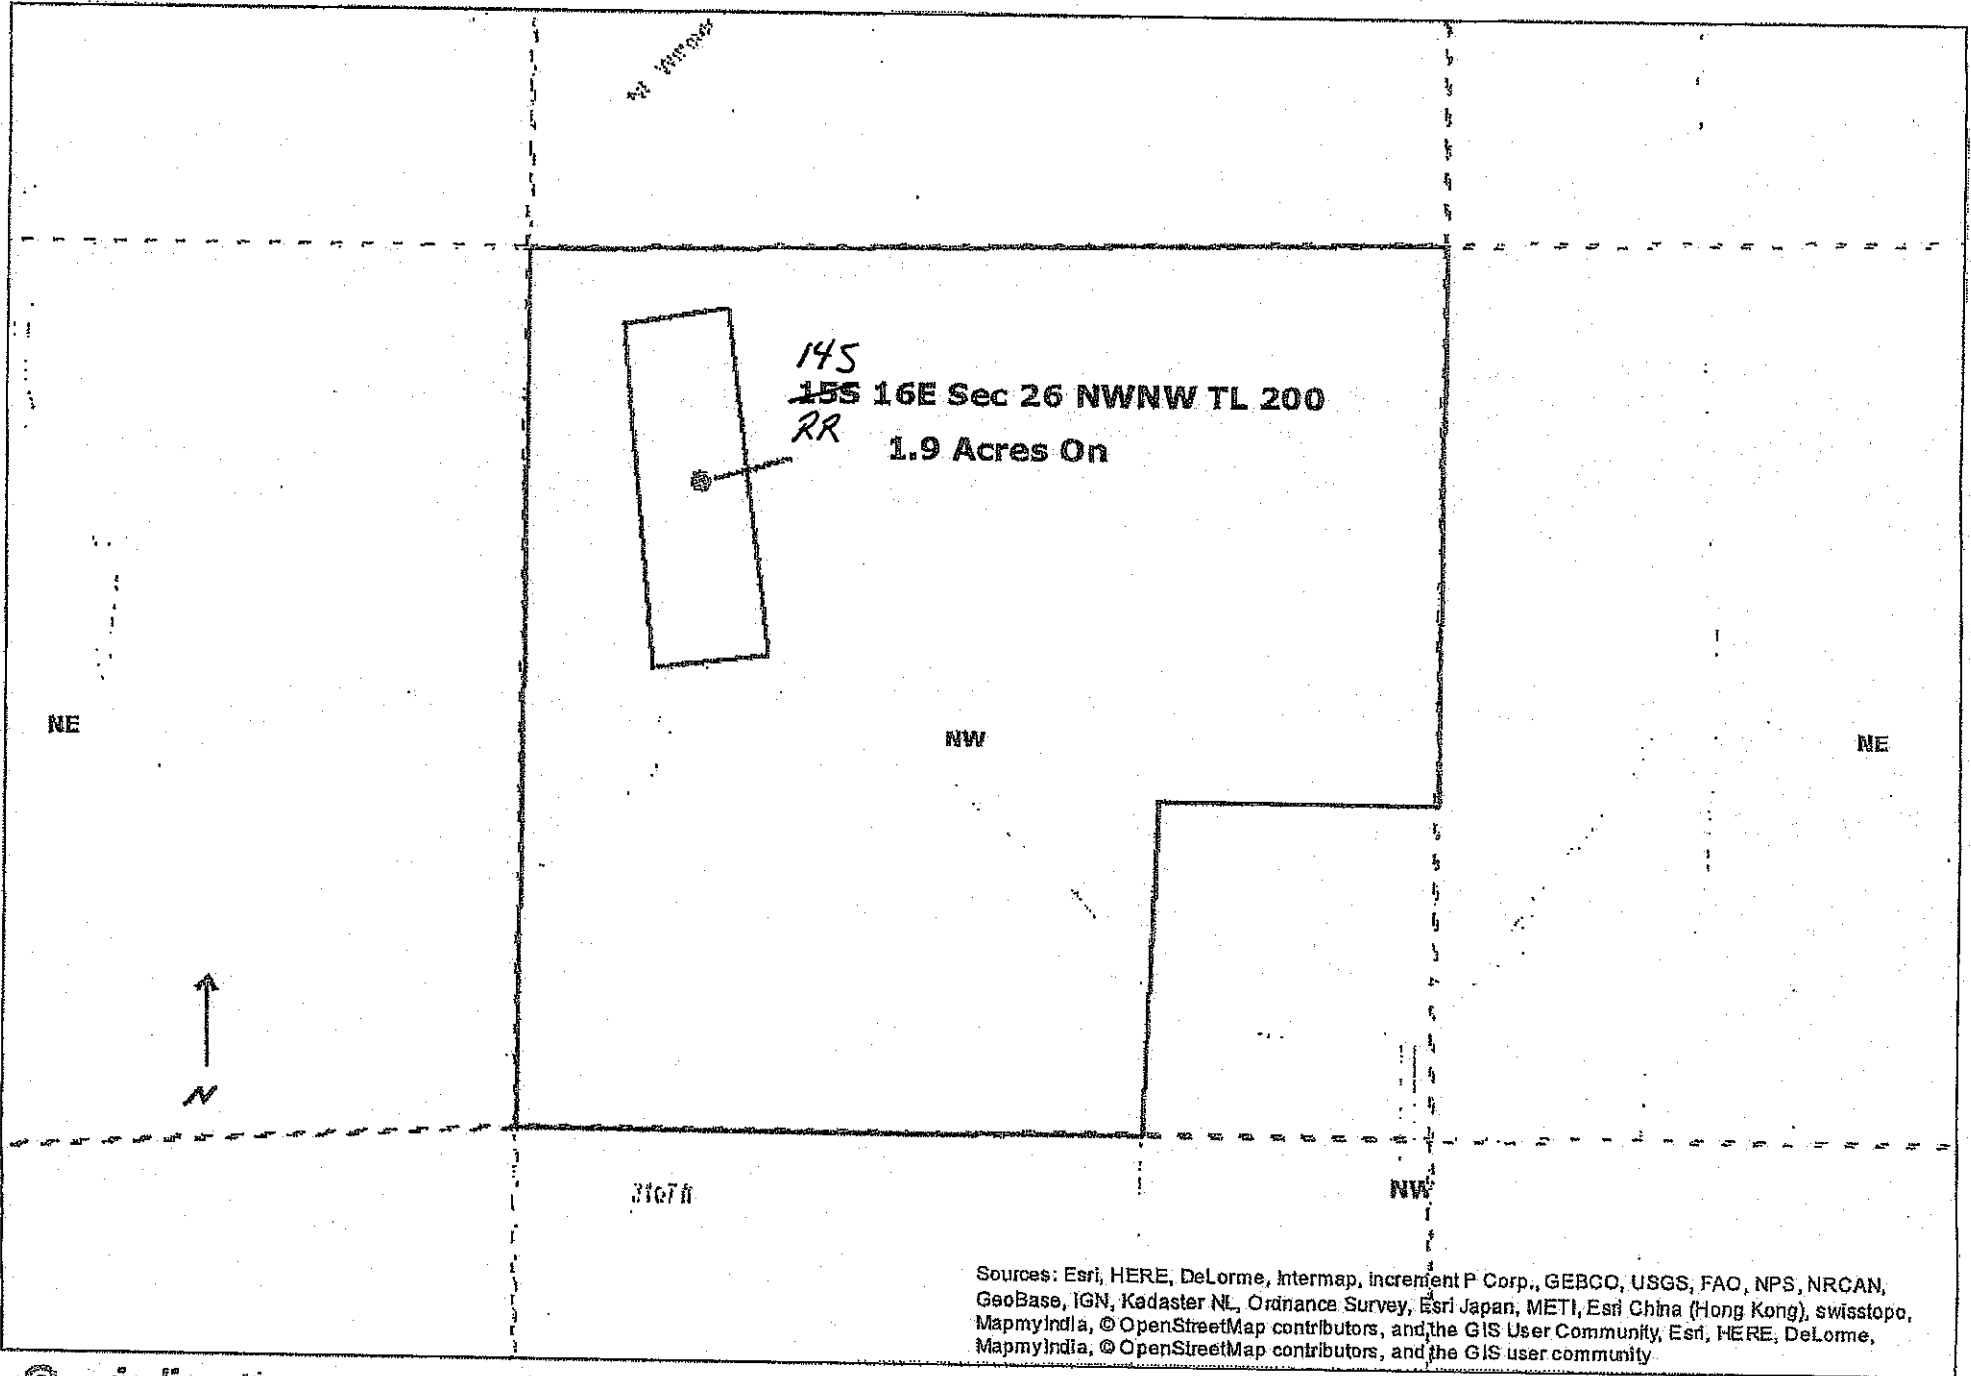 14S
15S 16E Sec 26 NWNW TL 200
RR
1.9 Acres On
NE
NW
NE
N
NW
Sources: Esri, HERE, DeLorme, Intermap, increment P Corp., GEBCO, USGS, FAO, NPS, NRCAN,
GeoBase, IGN, Kadaster NL, Ordnance Survey, Esri Japan, METI, Esri China (Hong Kong), swisstopo,
MapmyIndia, © OpenStreetMap contributors, and the GIS User Community, Esri, HERE, DeLorme,
MapmyIndia, © OpenStreetMap contributors, and the GIS user community